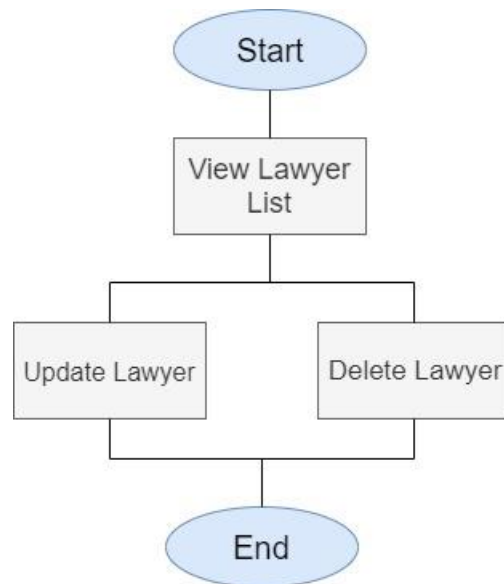 Start
View Lawyer
List
Update Lawyer
Delete Lawyer
End